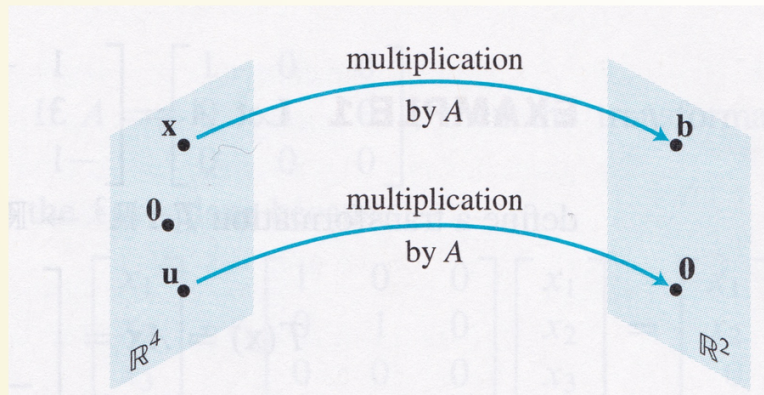 multiplication
by A
x
b
0
multiplication
by A
u
0
ℝ⁴
ℝ²